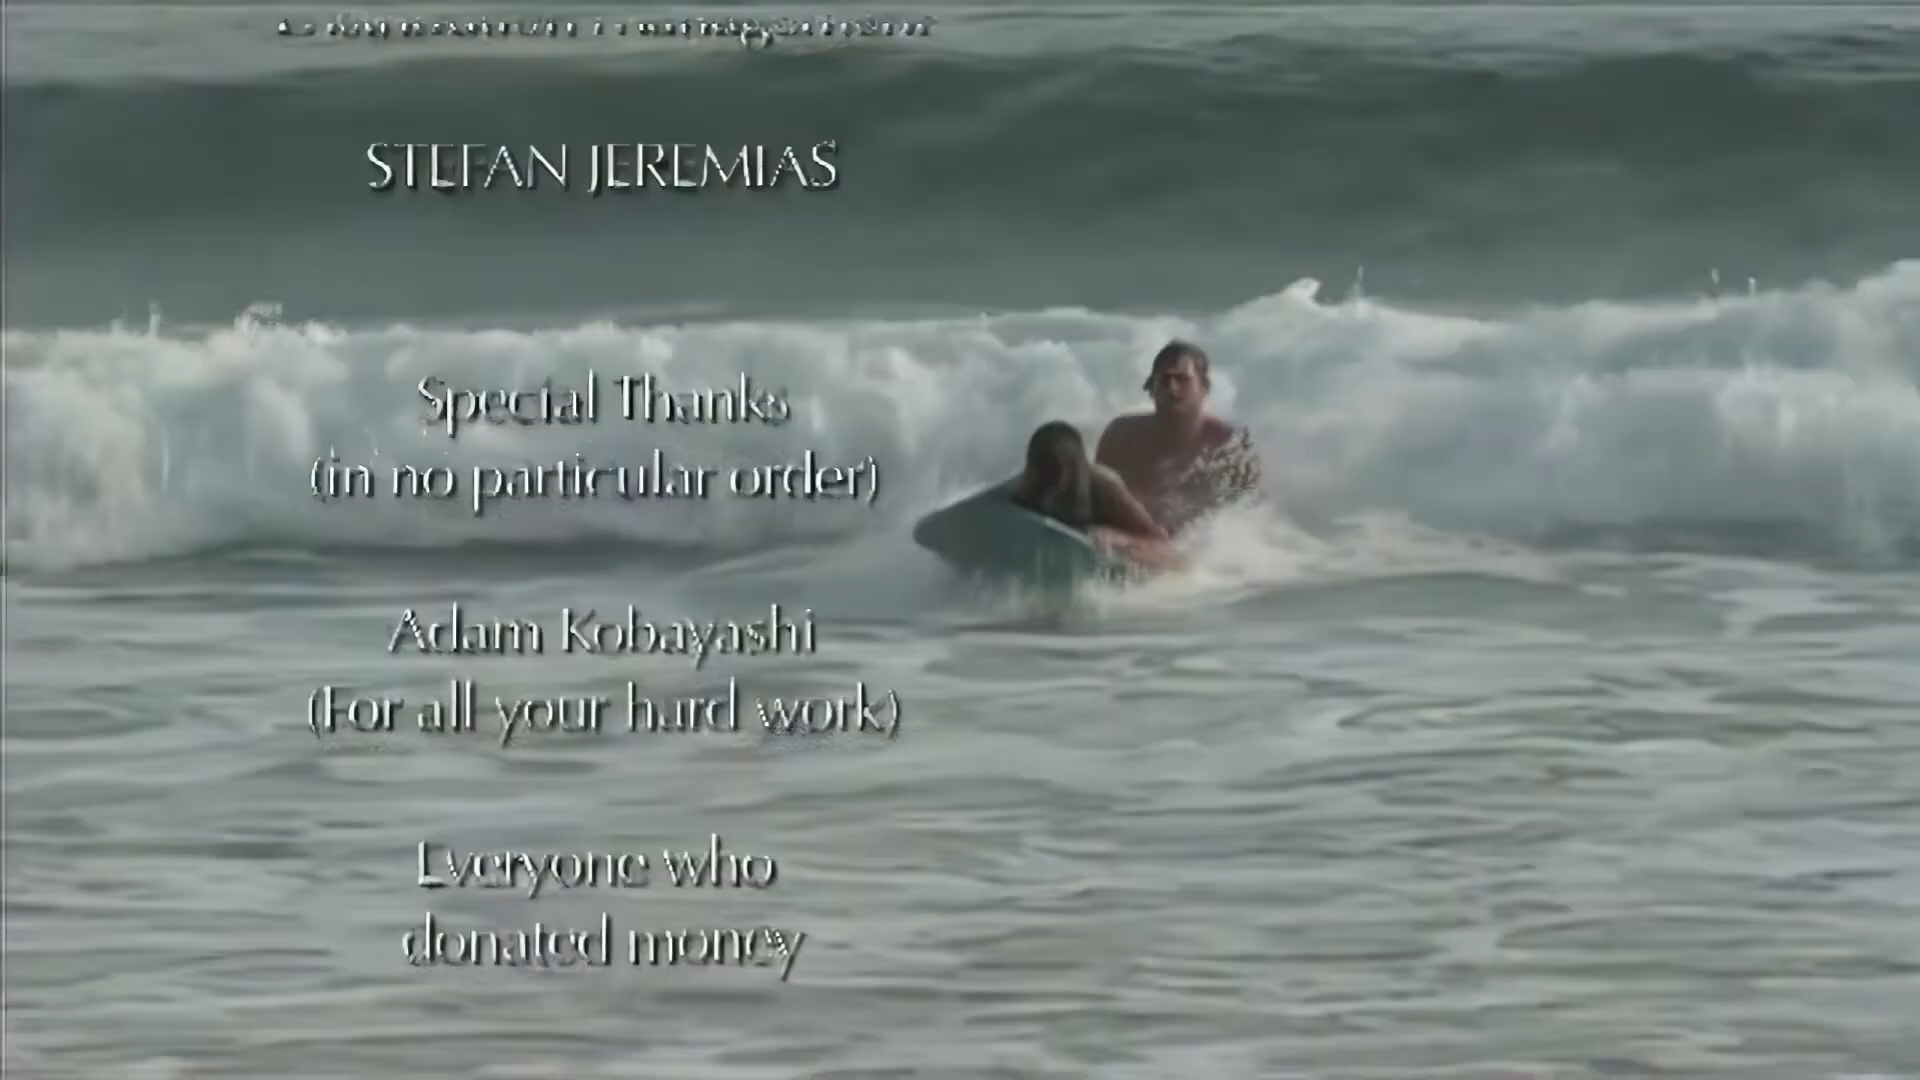 STEFAN JEREMIAS
Special Thanks
(in no particular order)
Adam Kobayashi
(For all your hard work)
Everyone who
donated money